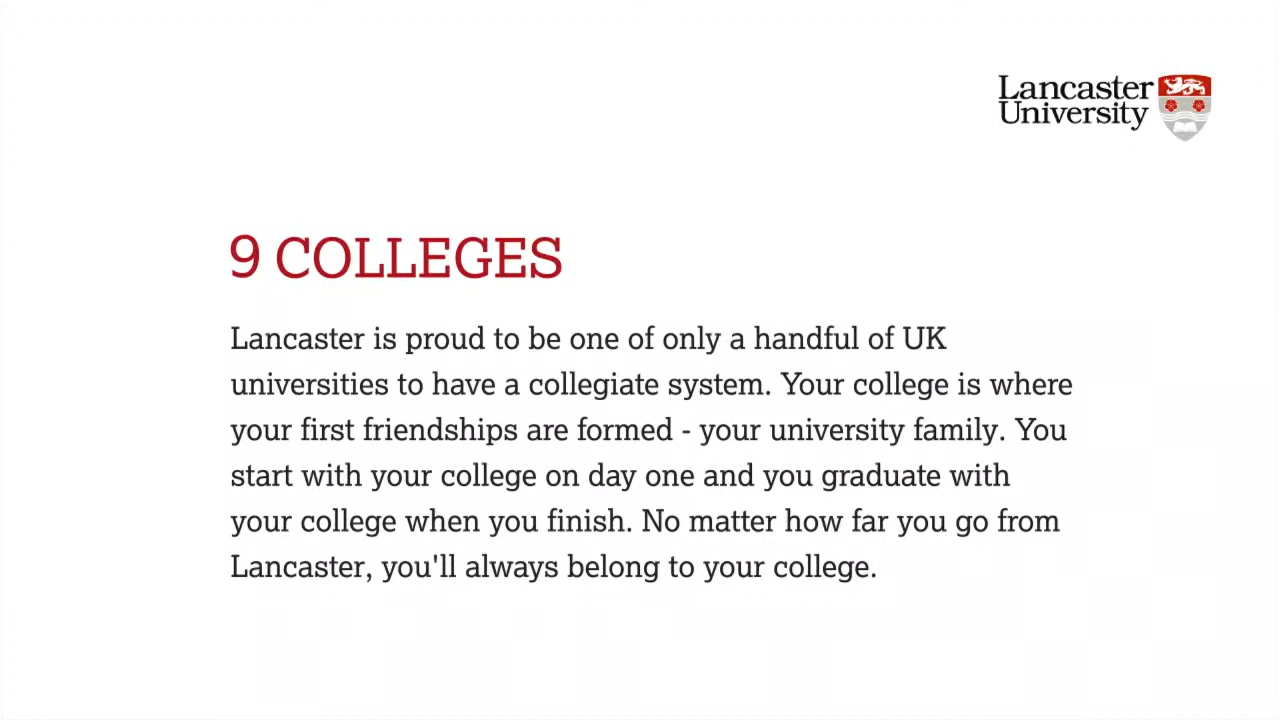 Lancaster
University
9 COLLEGES
Lancaster is proud to be one of only a handful of UK
universities to have a collegiate system. Your college is where
your first friendships are formed - your university family. You
start with your college on day one and you graduate with
your college when you finish. No matter how far you go from
Lancaster, you'll always belong to your college.